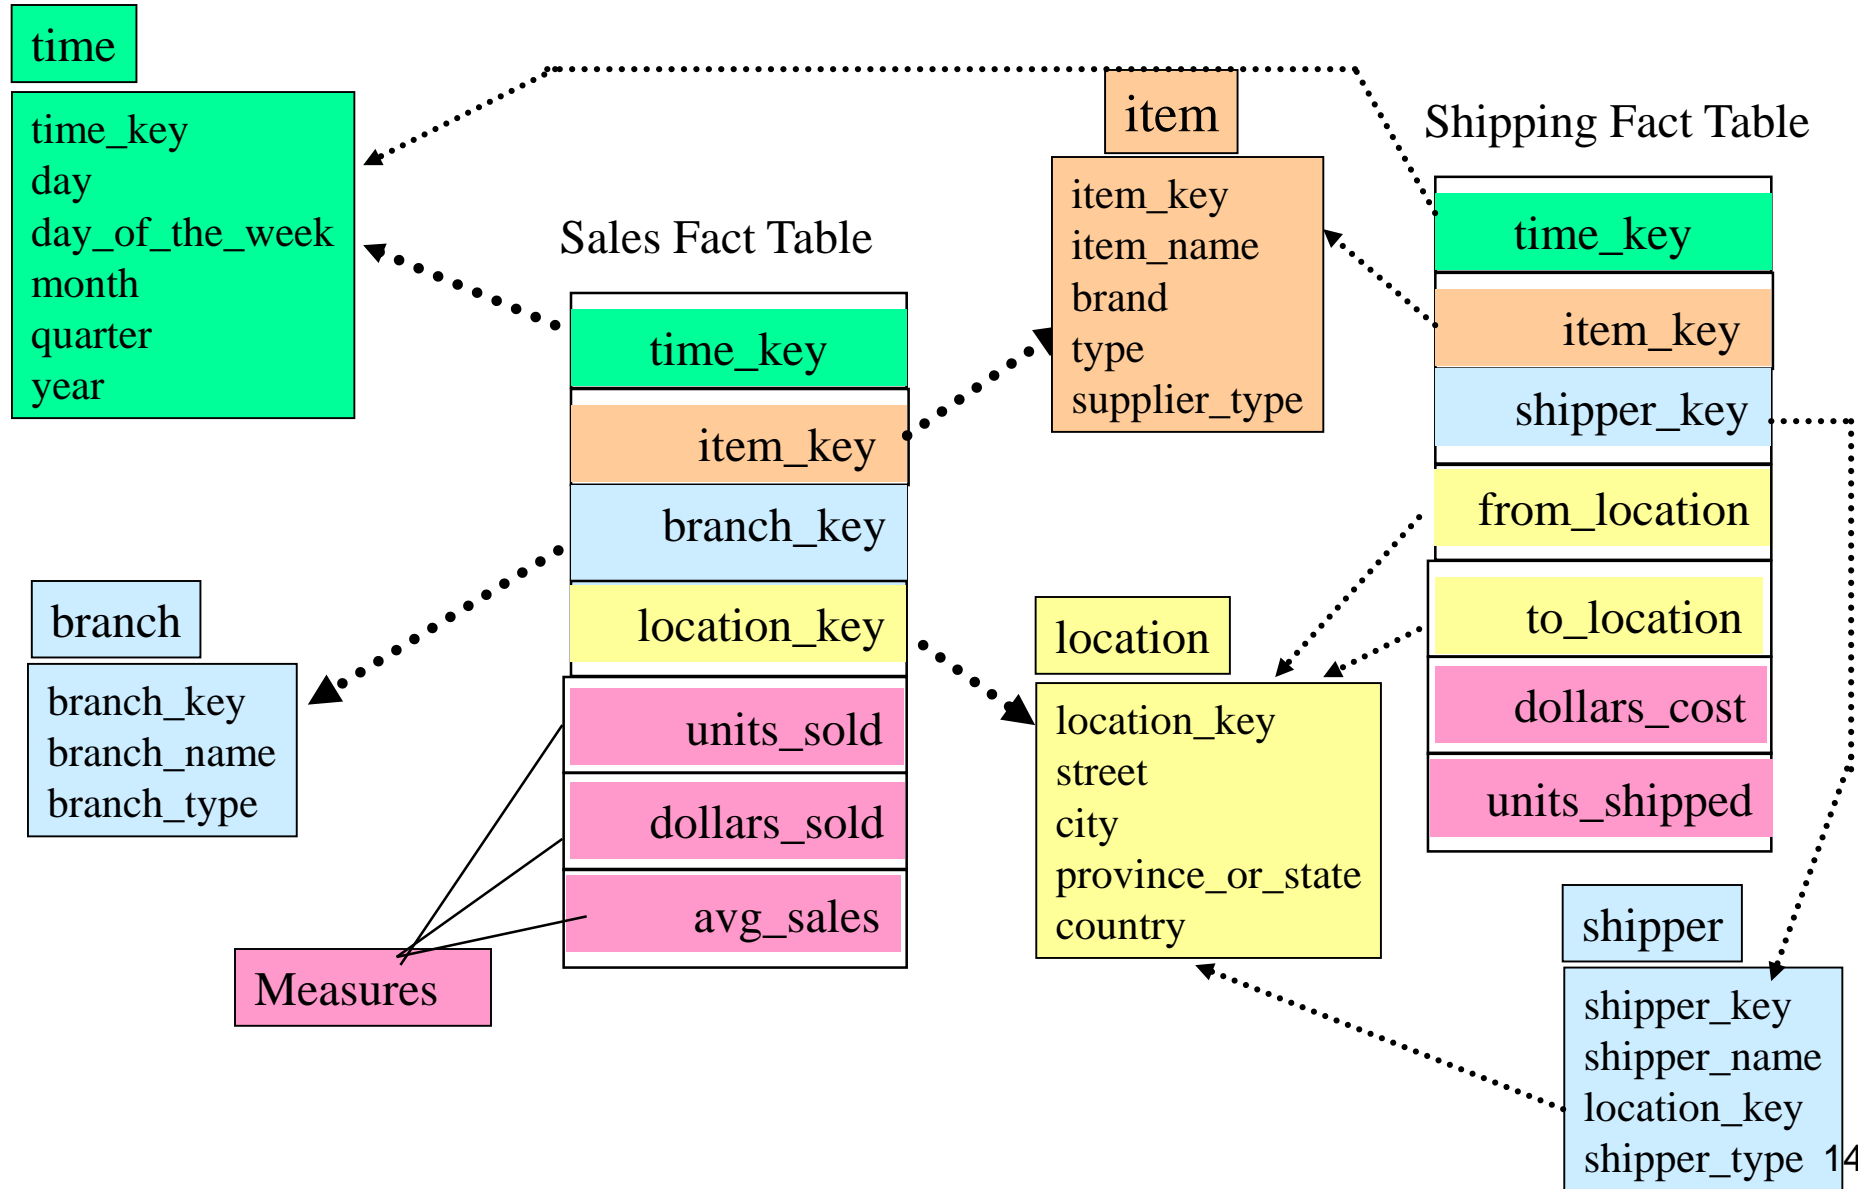 time
time_key
day
day_of_the_week
month
quarter
year
Sales Fact Table
time_key
item_key
branch_key
location_key
units_sold
dollars_sold
avg_sales
Measures
branch
branch_key
branch_name
branch_type
item
item_key
item_name
brand
type
supplier_type
location
location_key
street
city
province_or_state
country
Shipping Fact Table
time_key
item_key
shipper_key
from_location
to_location
dollars_cost
units_shipped
shipper
shipper_key
shipper_name
location_key
shipper_type
14